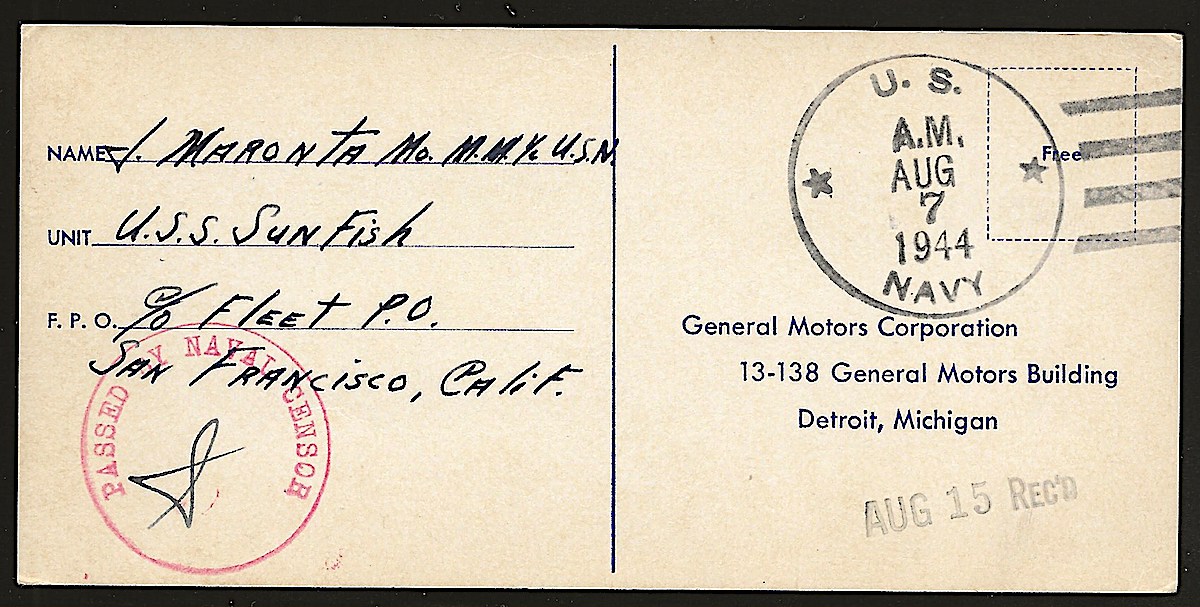 NAME J. MARONTA Mo. M.M. 1/c U.S.N.
UNIT U.S.S. SUNFISH
F. P. O. c/o FLEET P.O.
SAN FRANCISCO, CALIF.
PASSED BY NAVAL CENSOR
U. S.
A.M.
AUG
7
1944
NAVY
Free
General Motors Corporation
13-138 General Motors Building
Detroit, Michigan
AUG 15 REC'D